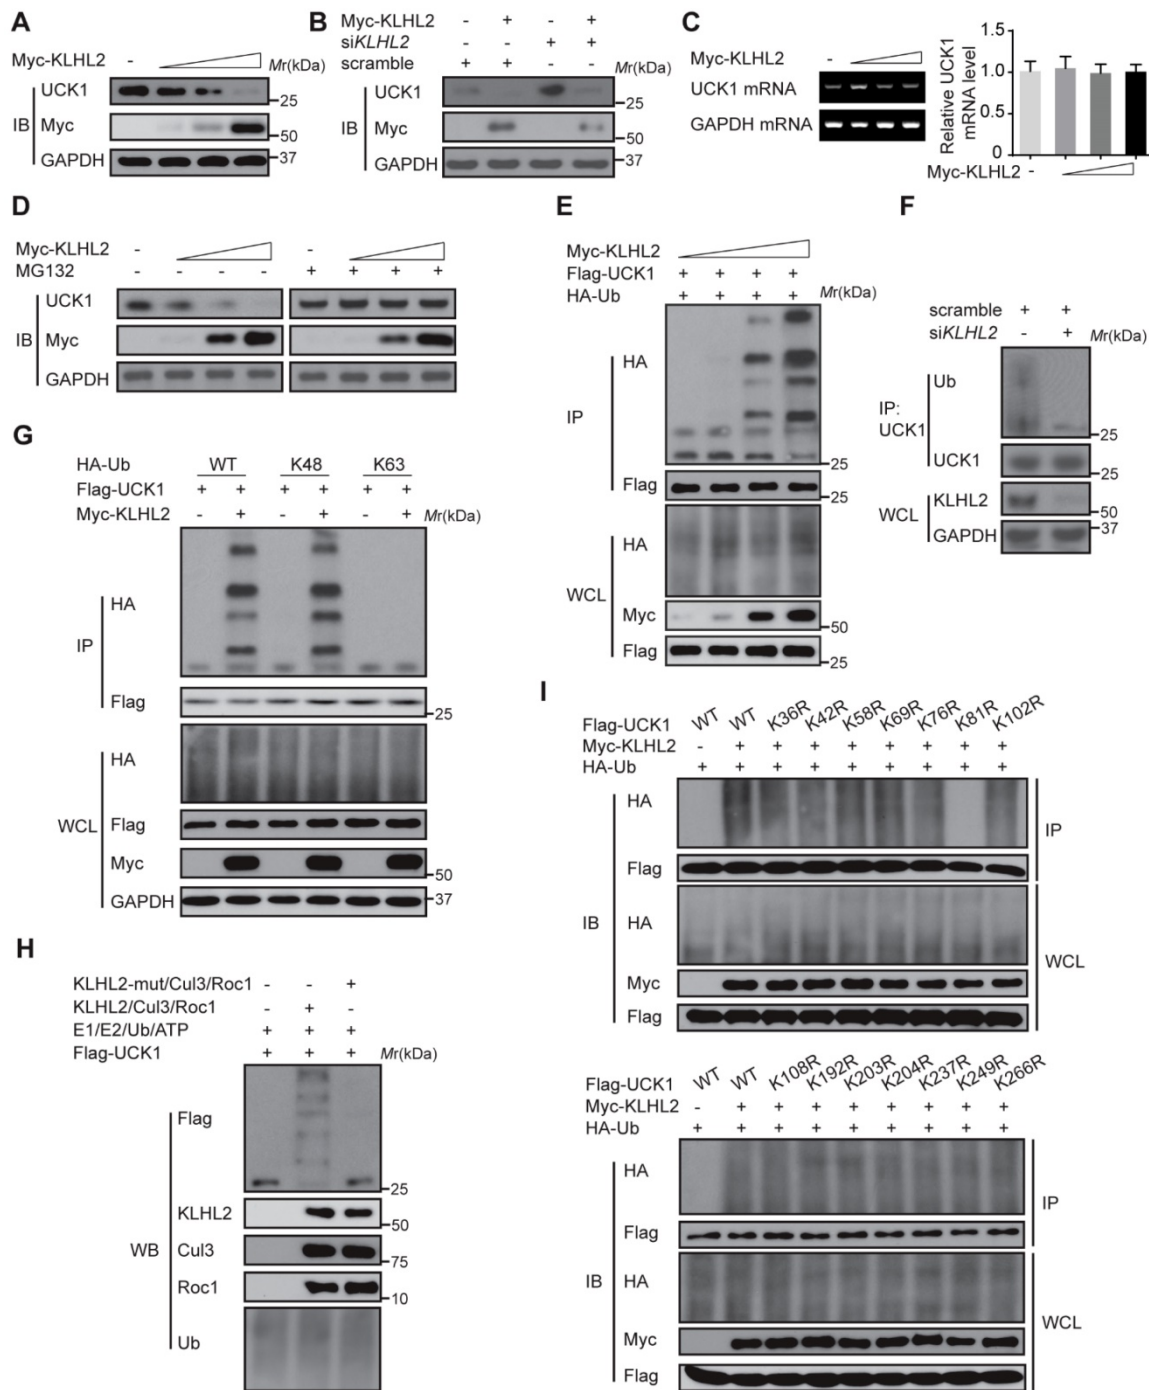 A
Myc-KLHL2 - Mr(kDa)
UCK1
25
IB
Myc
50
GAPDH
37
B
Myc-KLHL2 - + - +
siKLHL2 - - + +
scramble + + - -
Mr(kDa)
UCK1
25
IB
Myc
50
GAPDH
37
C
Myc-KLHL2 -
UCK1 mRNA
GAPDH mRNA
Relative UCK1
mRNA level
1.5
1.0
0.5
0
Myc-KLHL2 -
D
Myc-KLHL2 - -
MG132 - - - - + + + +
UCK1
IB
Myc
GAPDH
E
Myc-KLHL2
Flag-UCK1 + + + +
HA-Ub + + + + Mr(kDa)
HA
IP
25
Flag
25
HA
WCL
Myc
50
Flag
25
F
scramble + +
siKLHL2 - + Mr(kDa)
Ub
IP:
UCK1
25
UCK1
25
KLHL2
WCL
50
GAPDH
37
G
HA-Ub WT K48 K63
Flag-UCK1 + + + + + +
Myc-KLHL2 - + - + - + Mr(kDa)
HA
IP
Flag
25
HA
WCL
Flag
Myc
50
GAPDH
37
H
KLHL2-mut/Cul3/Roc1 - - +
KLHL2/Cul3/Roc1 - + -
E1/E2/Ub/ATP + + +
Flag-UCK1 + + + Mr(kDa)
Flag
25
KLHL2
50
WB
Cul3
75
Roc1
10
Ub
I
Flag-UCK1 WT WT K36R K42R K58R K69R K76R K81R K102R
Myc-KLHL2 - + + + + + + + +
HA-Ub + + + + + + + + +
HA
IP
Flag
IB
HA
WCL
Myc
Flag
Flag-UCK1 WT WT K108R K192R K203R K204R K237R K249R K266R
Myc-KLHL2 - + + + + + + + +
HA-Ub + + + + + + + + +
HA
IP
Flag
IB
HA
WCL
Myc
Flag